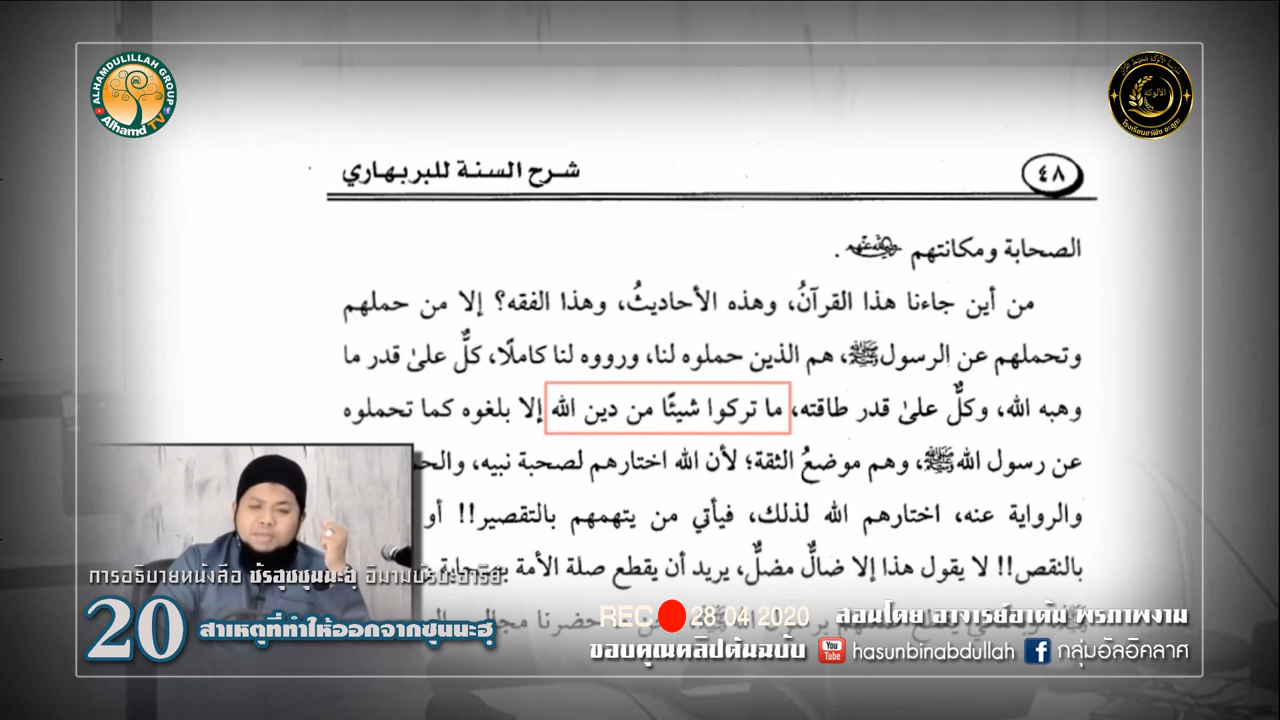 ALHAMDULILLAH GROUP
Alhamd TV
الألوكة
شرح السنة للبربهاري
٤٨
الصحابة ومكانتهم رضي الله عنهم .
من أين جاءنا هذا القرآنُ، وهذه الأحاديثُ، وهذا الفقه؟ إلا من حملهم
وتحملهم عن الرسول ﷺ، هم الذين حملوه لنا، ورووه لنا كاملًا، كلٌّ علىٰ قدر ما
وهبه الله، وكلٌّ علىٰ قدر طاقته، ما تركوا شيئًا من دين الله إلا بلغوه كما تحملوه
عن رسول الله ﷺ، وهم موضعُ الثقة؛ لأن الله اختارهم لصحبة نبيه،
والرواية عنه، اختارهم الله لذلك، فيأتي من يتهمهم بالتقصير!! أو
بالنقص!! لا يقول هذا إلا ضالٌّ مضلٌّ، يريد أن يقطع صلة الأمة
การอธิบายหนังสือ ชัรฮุซซุนนะฮฺ อิมามบัรบะฮารีย์
20 สาเหตุที่ทำให้ออกจากซุนนะฮฺ
REC 28 04 2020 สอนโดย อาจารย์อาดัม พรภาพงาม
ขอบคุณคลิปต้นฉบับ You Tube hasunbinabdullah f กลุ่มอัลอิคลาศ